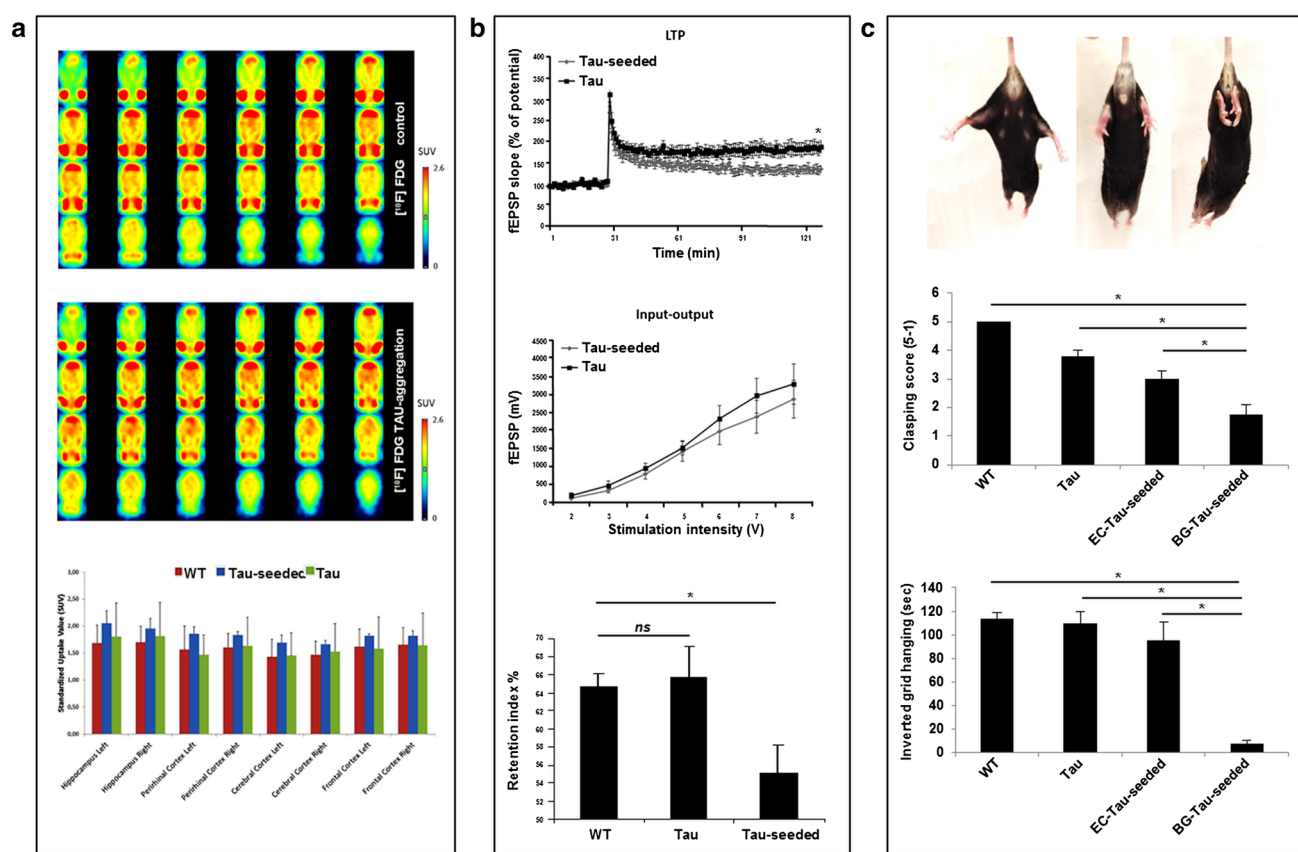 a
[¹⁸F] FDG control
SUV
2.6
0
[¹⁸F] FDG TAU-aggregation
SUV
2.6
0
WT Tau-seeded Tau
Standardized Uptake Value (SUV)
3,00
2,50
2,00
1,50
1,00
0,50
0,00
Hippocampus Left
Hippocampus Right
Perirhinal Cortex Left
Perirhinal Cortex Right
Cerebral Cortex Left
Cerebral Cortex Right
Frontal Cortex Left
Frontal Cortex Right
b
LTP
Tau-seeded
Tau
*
fEPSP slope (% of potential)
400
350
300
250
200
150
100
50
0
1 31 61 91 121
Time (min)
Input-output
Tau-seeded
Tau
fEPSP (mV)
4500
4000
3500
3000
2500
2000
1500
1000
500
000
2 3 4 5 6 7 8
Stimulation intensity (V)
*
ns
Retention index %
70
68
66
64
62
60
58
56
54
52
50
WT Tau Tau-seeded
c
Clasping score (5-1)
6
5
4
3
2
1
0
*
*
*
WT
Tau
EC-Tau-seeded
BG-Tau-seeded
Inverted grid hanging (sec)
140
120
100
80
60
40
20
0
*
*
*
WT
Tau
EC-Tau-seeded
BG-Tau-seeded